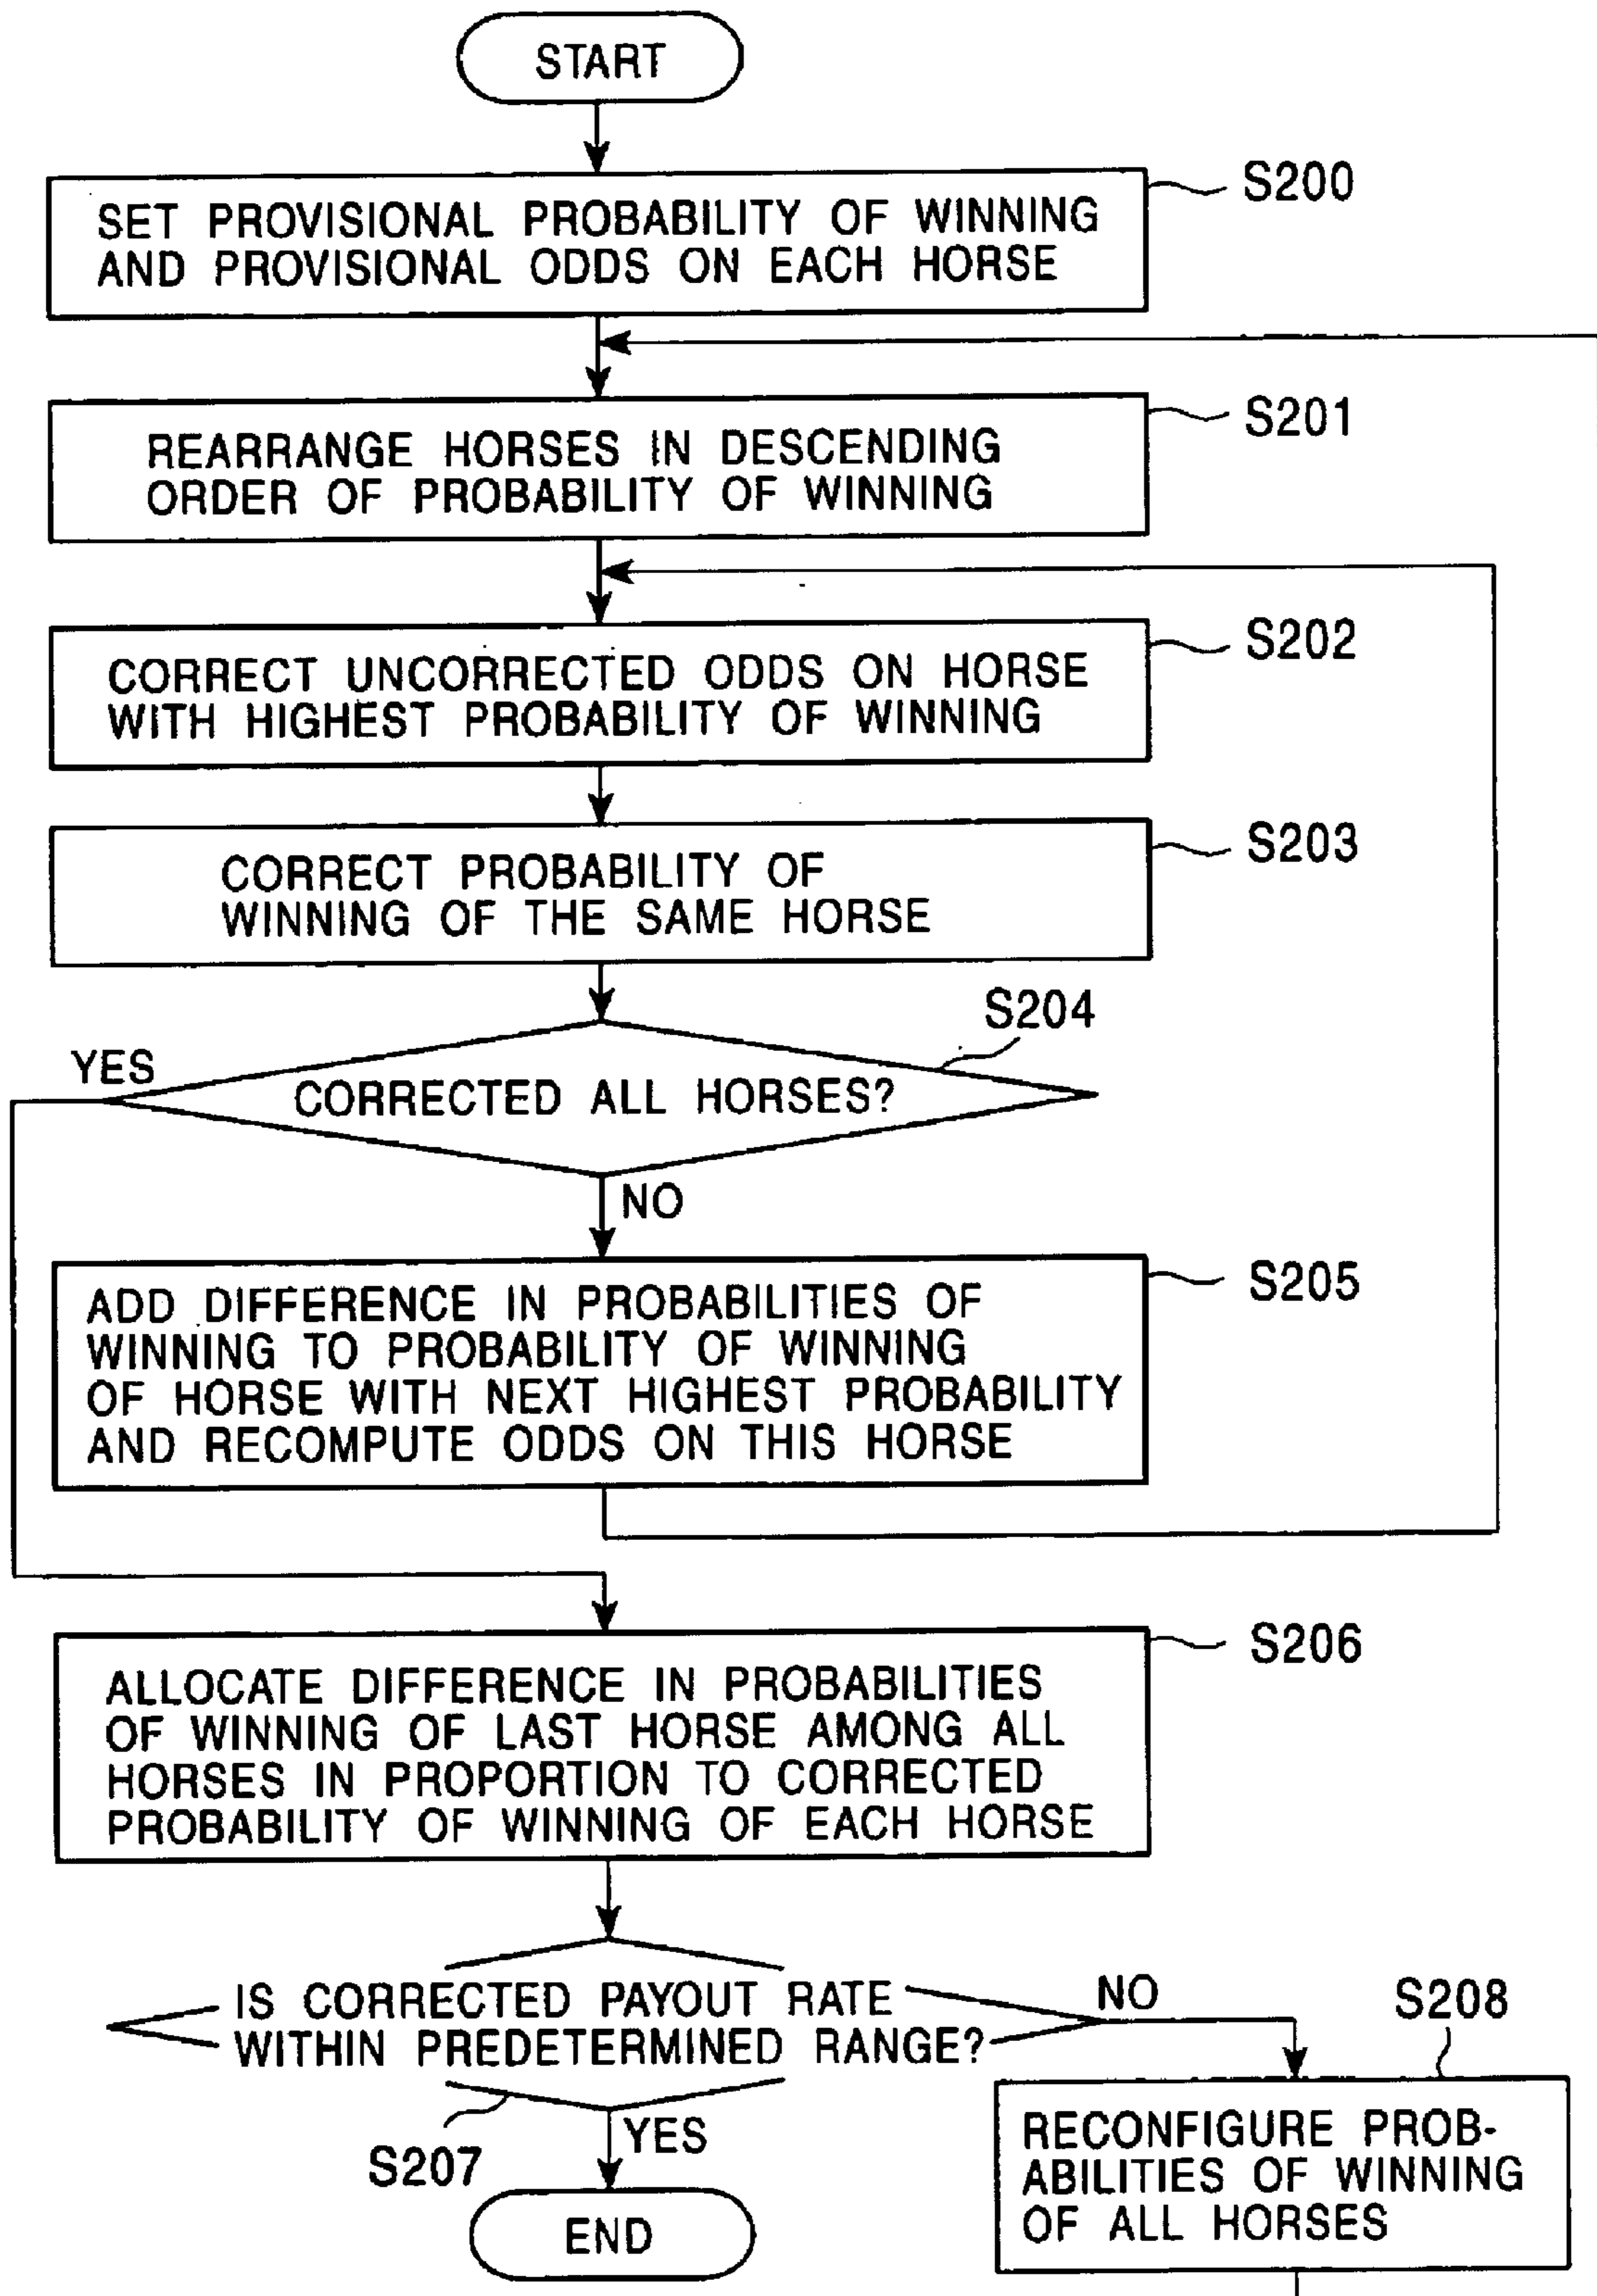 START
S200
SET PROVISIONAL PROBABILITY OF WINNING
AND PROVISIONAL ODDS ON EACH HORSE
S201
REARRANGE HORSES IN DESCENDING
ORDER OF PROBABILITY OF WINNING
S202
CORRECT UNCORRECTED ODDS ON HORSE
WITH HIGHEST PROBABILITY OF WINNING
S203
CORRECT PROBABILITY OF
WINNING OF THE SAME HORSE
S204
YES
CORRECTED ALL HORSES?
NO
S205
ADD DIFFERENCE IN PROBABILITIES OF
WINNING TO PROBABILITY OF WINNING
OF HORSE WITH NEXT HIGHEST PROBABILITY
AND RECOMPUTE ODDS ON THIS HORSE
S206
ALLOCATE DIFFERENCE IN PROBABILITIES
OF WINNING OF LAST HORSE AMONG ALL
HORSES IN PROPORTION TO CORRECTED
PROBABILITY OF WINNING OF EACH HORSE
IS CORRECTED PAYOUT RATE
WITHIN PREDETERMINED RANGE?
NO
S208
S207
YES
RECONFIGURE PROB-
ABILITIES OF WINNING
OF ALL HORSES
END